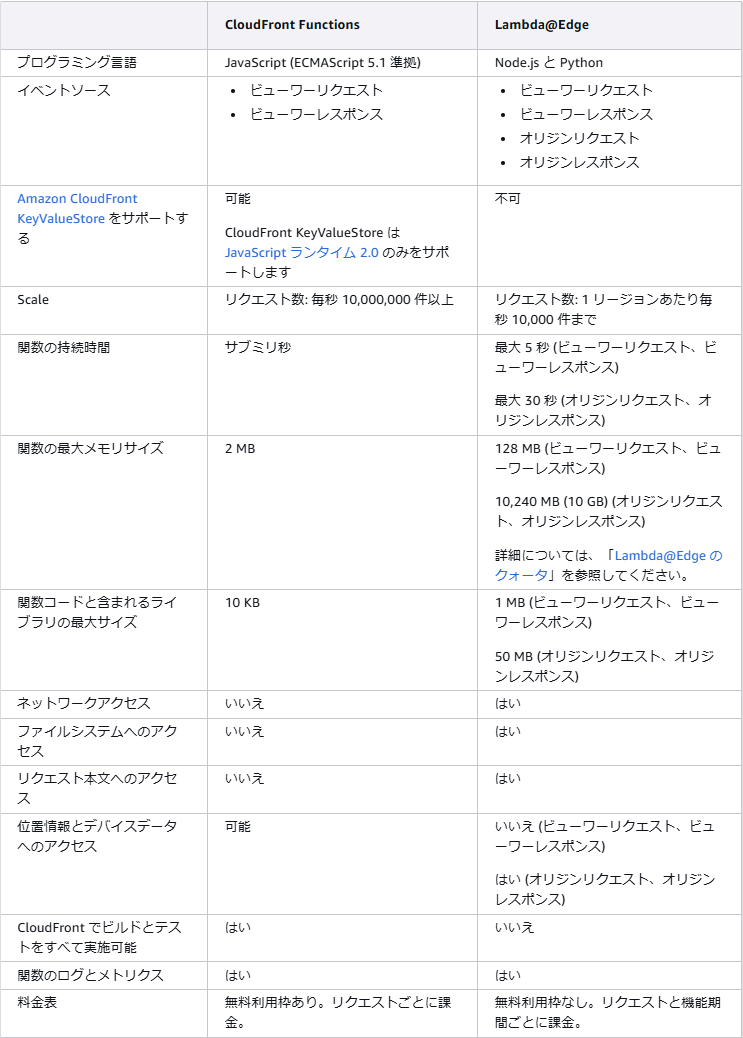 CloudFront Functions
Lambda@Edge
プログラミング言語
JavaScript (ECMAScript 5.1 準拠)
Node.js と Python
イベントソース
• ビューワーリクエスト
• ビューワーレスポンス
• ビューワーリクエスト
• ビューワーレスポンス
• オリジンリクエスト
• オリジンレスポンス
Amazon CloudFront
KeyValueStore をサポートす
る
可能
CloudFront KeyValueStore は
JavaScript ランタイム 2.0 のみをサポ
ートします
不可
Scale
リクエスト数: 毎秒 10,000,000 件以上
リクエスト数: 1 リージョンあたり毎
秒 10,000 件まで
関数の持続時間
サブミリ秒
最大 5 秒 (ビューワーリクエスト、ビ
ューワーレスポンス)
最大 30 秒 (オリジンリクエスト、オ
リジンレスポンス)
関数の最大メモリサイズ
2 MB
128 MB (ビューワーリクエスト、ビュ
ーワーレスポンス)
10,240 MB (10 GB) (オリジンリクエス
ト、オリジンレスポンス)
詳細については、「Lambda@Edge の
クォータ」を参照してください。
関数コードと含まれるライ
ブラリの最大サイズ
10 KB
1 MB (ビューワーリクエスト、ビュー
ワーレスポンス)
50 MB (オリジンリクエスト、オリジ
ンレスポンス)
ネットワークアクセス
いいえ
はい
ファイルシステムへのアク
セス
いいえ
はい
リクエスト本文へのアクセ
ス
いいえ
はい
位置情報とデバイスデータ
へのアクセス
可能
いいえ (ビューワーリクエスト、ビュ
ーワーレスポンス)
はい (オリジンリクエスト、オリジン
レスポンス)
CloudFront でビルドとテス
トをすべて実施可能
はい
いいえ
関数のログとメトリクス
はい
はい
料金表
無料利用枠あり。リクエストごとに課
金。
無料利用枠なし。リクエストと機能期
間ごとに課金。